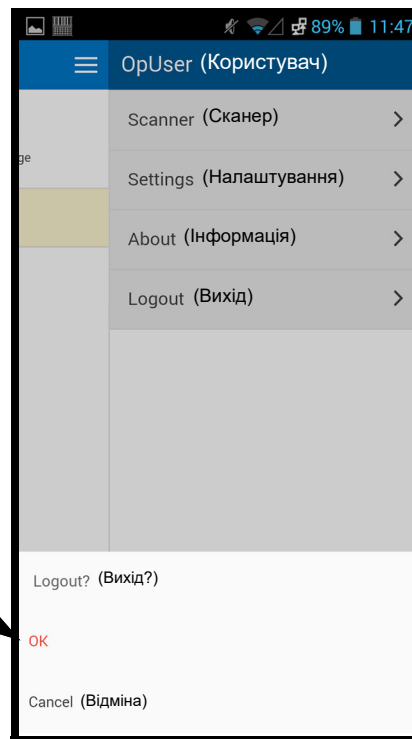 89% 11:47
OpUser (Користувач)
Scanner (Сканер)
ge
Settings (Налаштування)
About (Інформація)
Logout (Вихід)
Logout? (Вихід?)
OK
Cancel (Відміна)